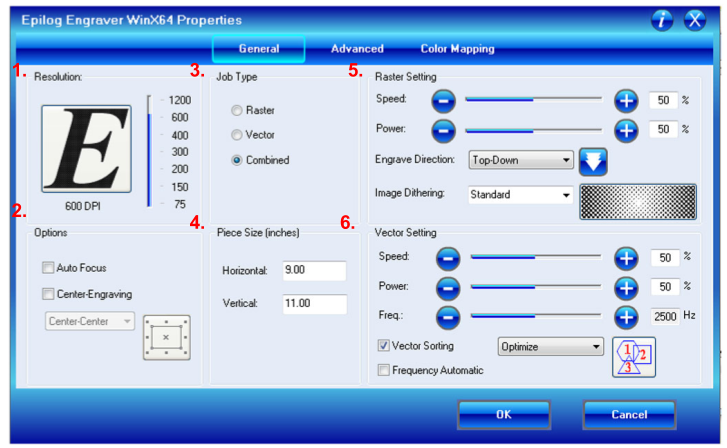 Epilog Engraver WinX64 Properties
i X
General Advanced Color Mapping
1. Resolution:
E
1200
600
400
300
200
150
75
600 DPI
3. Job Type
Raster
Vector
Combined
5. Raster Setting
Speed: 50 %
Power: 50 %
Engrave Direction: Top-Down
Image Dithering: Standard
2. Options
Auto Focus
Center-Engraving
Center-Center
4. Piece Size (inches)
Horizontal: 9.00
Vertical: 11.00
6. Vector Setting
Speed: 50 %
Power: 50 %
Freq.: 2500 Hz
Vector Sorting Optimize
1 2
3
Frequency Automatic
OK Cancel